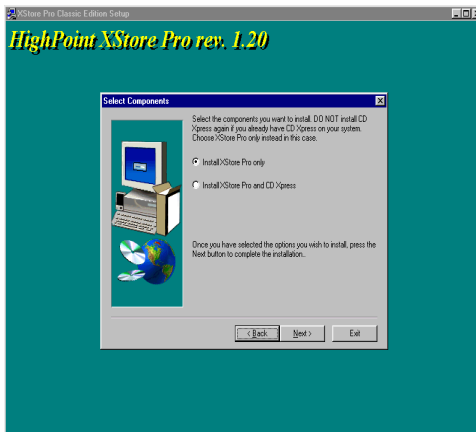 XStore Pro Classic Edition Setup
HighPoint XStore Pro rev. 1.20
Select Components
Select the components you want to install. DO NOT install CD
Xpress again if you already have CD Xpress on your system.
Choose XStore Pro only instead in this case.
Install XStore Pro only
Install XStore Pro and CD Xpress
Once you have selected the options you wish to install, press the
Next button to complete the installation..
< Back
Next >
Exit